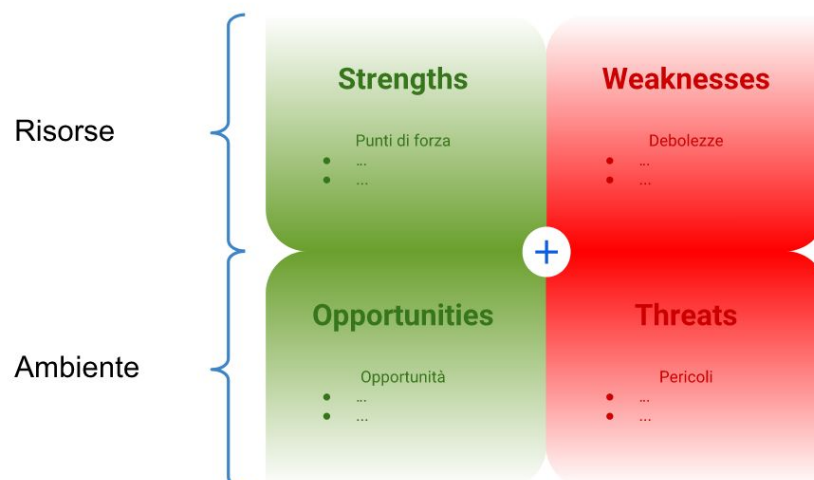 Risorse
Strengths
Punti di forza
● ...
● ...
Weaknesses
Debolezze
● ...
● ...
Ambiente
Opportunities
Opportunità
● ...
● ...
Threats
Pericoli
● ...
● ...